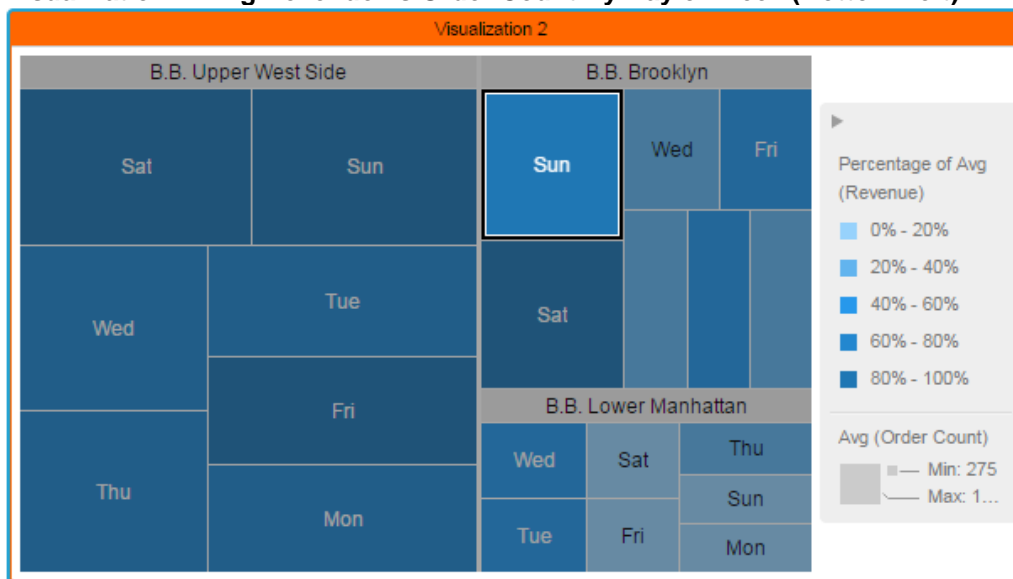 Visualization 2
B.B. Upper West Side
B.B. Brooklyn
Sat
Sun
Sun
Wed
Fri
Wed
Tue
Sat
Fri
Thu
Mon
B.B. Lower Manhattan
Wed
Sat
Thu
Sun
Tue
Fri
Mon
Percentage of Avg
(Revenue)
0% - 20%
20% - 40%
40% - 60%
60% - 80%
80% - 100%
Avg (Order Count)
Min: 275
Max: 1...